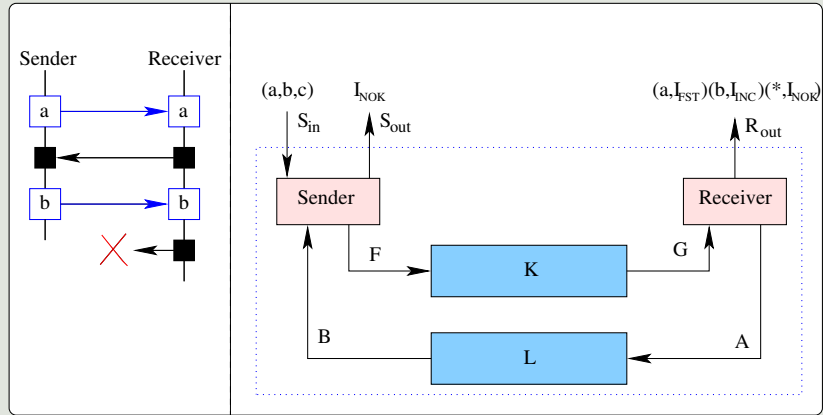 Sender Receiver
a a
b b
(a,b,c) I_NOK (a,I_FST)(b,I_INC)(*,I_NOK)
S_in S_out R_out
Sender Receiver
F K G
B L A